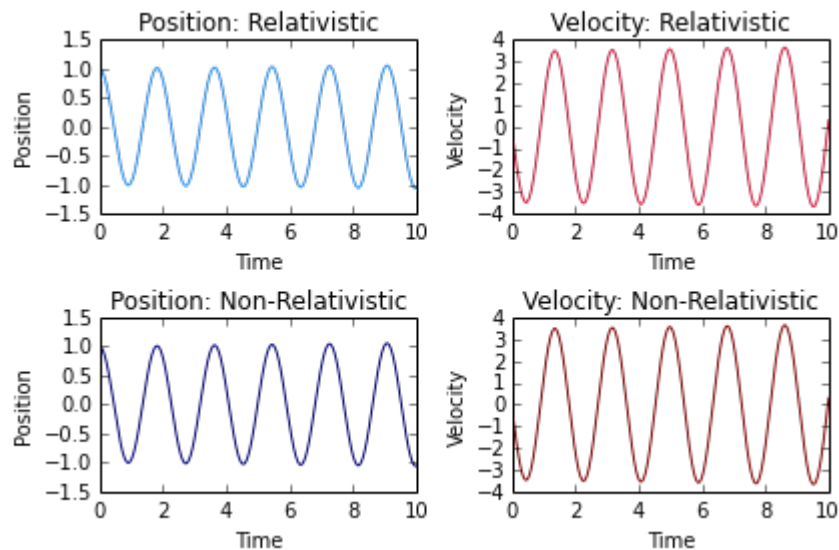 Position: Relativistic
1.5
1.0
0.5
0.0
−0.5
−1.0
−1.5
Position
0 2 4 6 8 10
Time
Velocity: Relativistic
4
3
2
1
0
−1
−2
−3
−4
Velocity
0 2 4 6 8 10
Time
Position: Non-Relativistic
1.5
1.0
0.5
0.0
−0.5
−1.0
−1.5
Position
0 2 4 6 8 10
Time
Velocity: Non-Relativistic
4
3
2
1
0
−1
−2
−3
−4
Velocity
0 2 4 6 8 10
Time